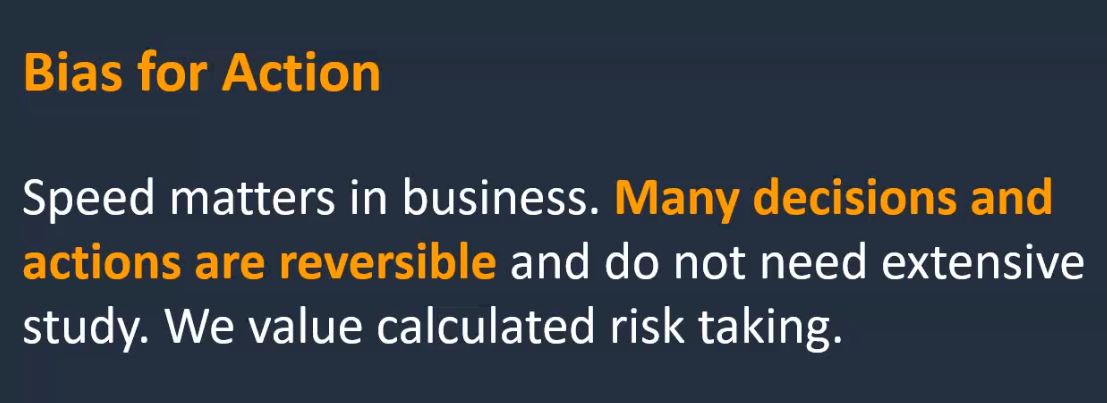 Bias for Action
Speed matters in business. Many decisions and
actions are reversible and do not need extensive
study. We value calculated risk taking.